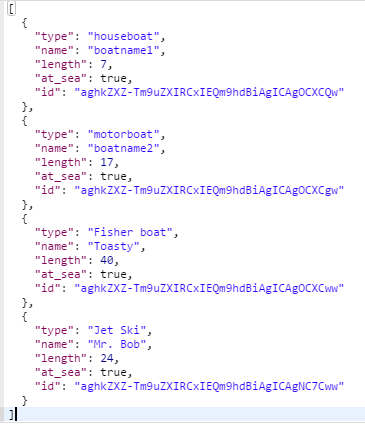 [
  {
    "type": "houseboat",
    "name": "boatname1",
    "length": 7,
    "at_sea": true,
    "id": "aghkZXZ-Tm9uZXIRCxIEQm9hdBiAgICAgOCXCQw"
  },
  {
    "type": "motorboat",
    "name": "boatname2",
    "length": 17,
    "at_sea": true,
    "id": "aghkZXZ-Tm9uZXIRCxIEQm9hdBiAgICAgOCXCgw"
  },
  {
    "type": "Fisher boat",
    "name": "Toasty",
    "length": 40,
    "at_sea": true,
    "id": "aghkZXZ-Tm9uZXIRCxIEQm9hdBiAgICAgOCXCww"
  },
  {
    "type": "Jet Ski",
    "name": "Mr. Bob",
    "length": 24,
    "at_sea": true,
    "id": "aghkZXZ-Tm9uZXIRCxIEQm9hdBiAgICAgNC7Cww"
  }
]